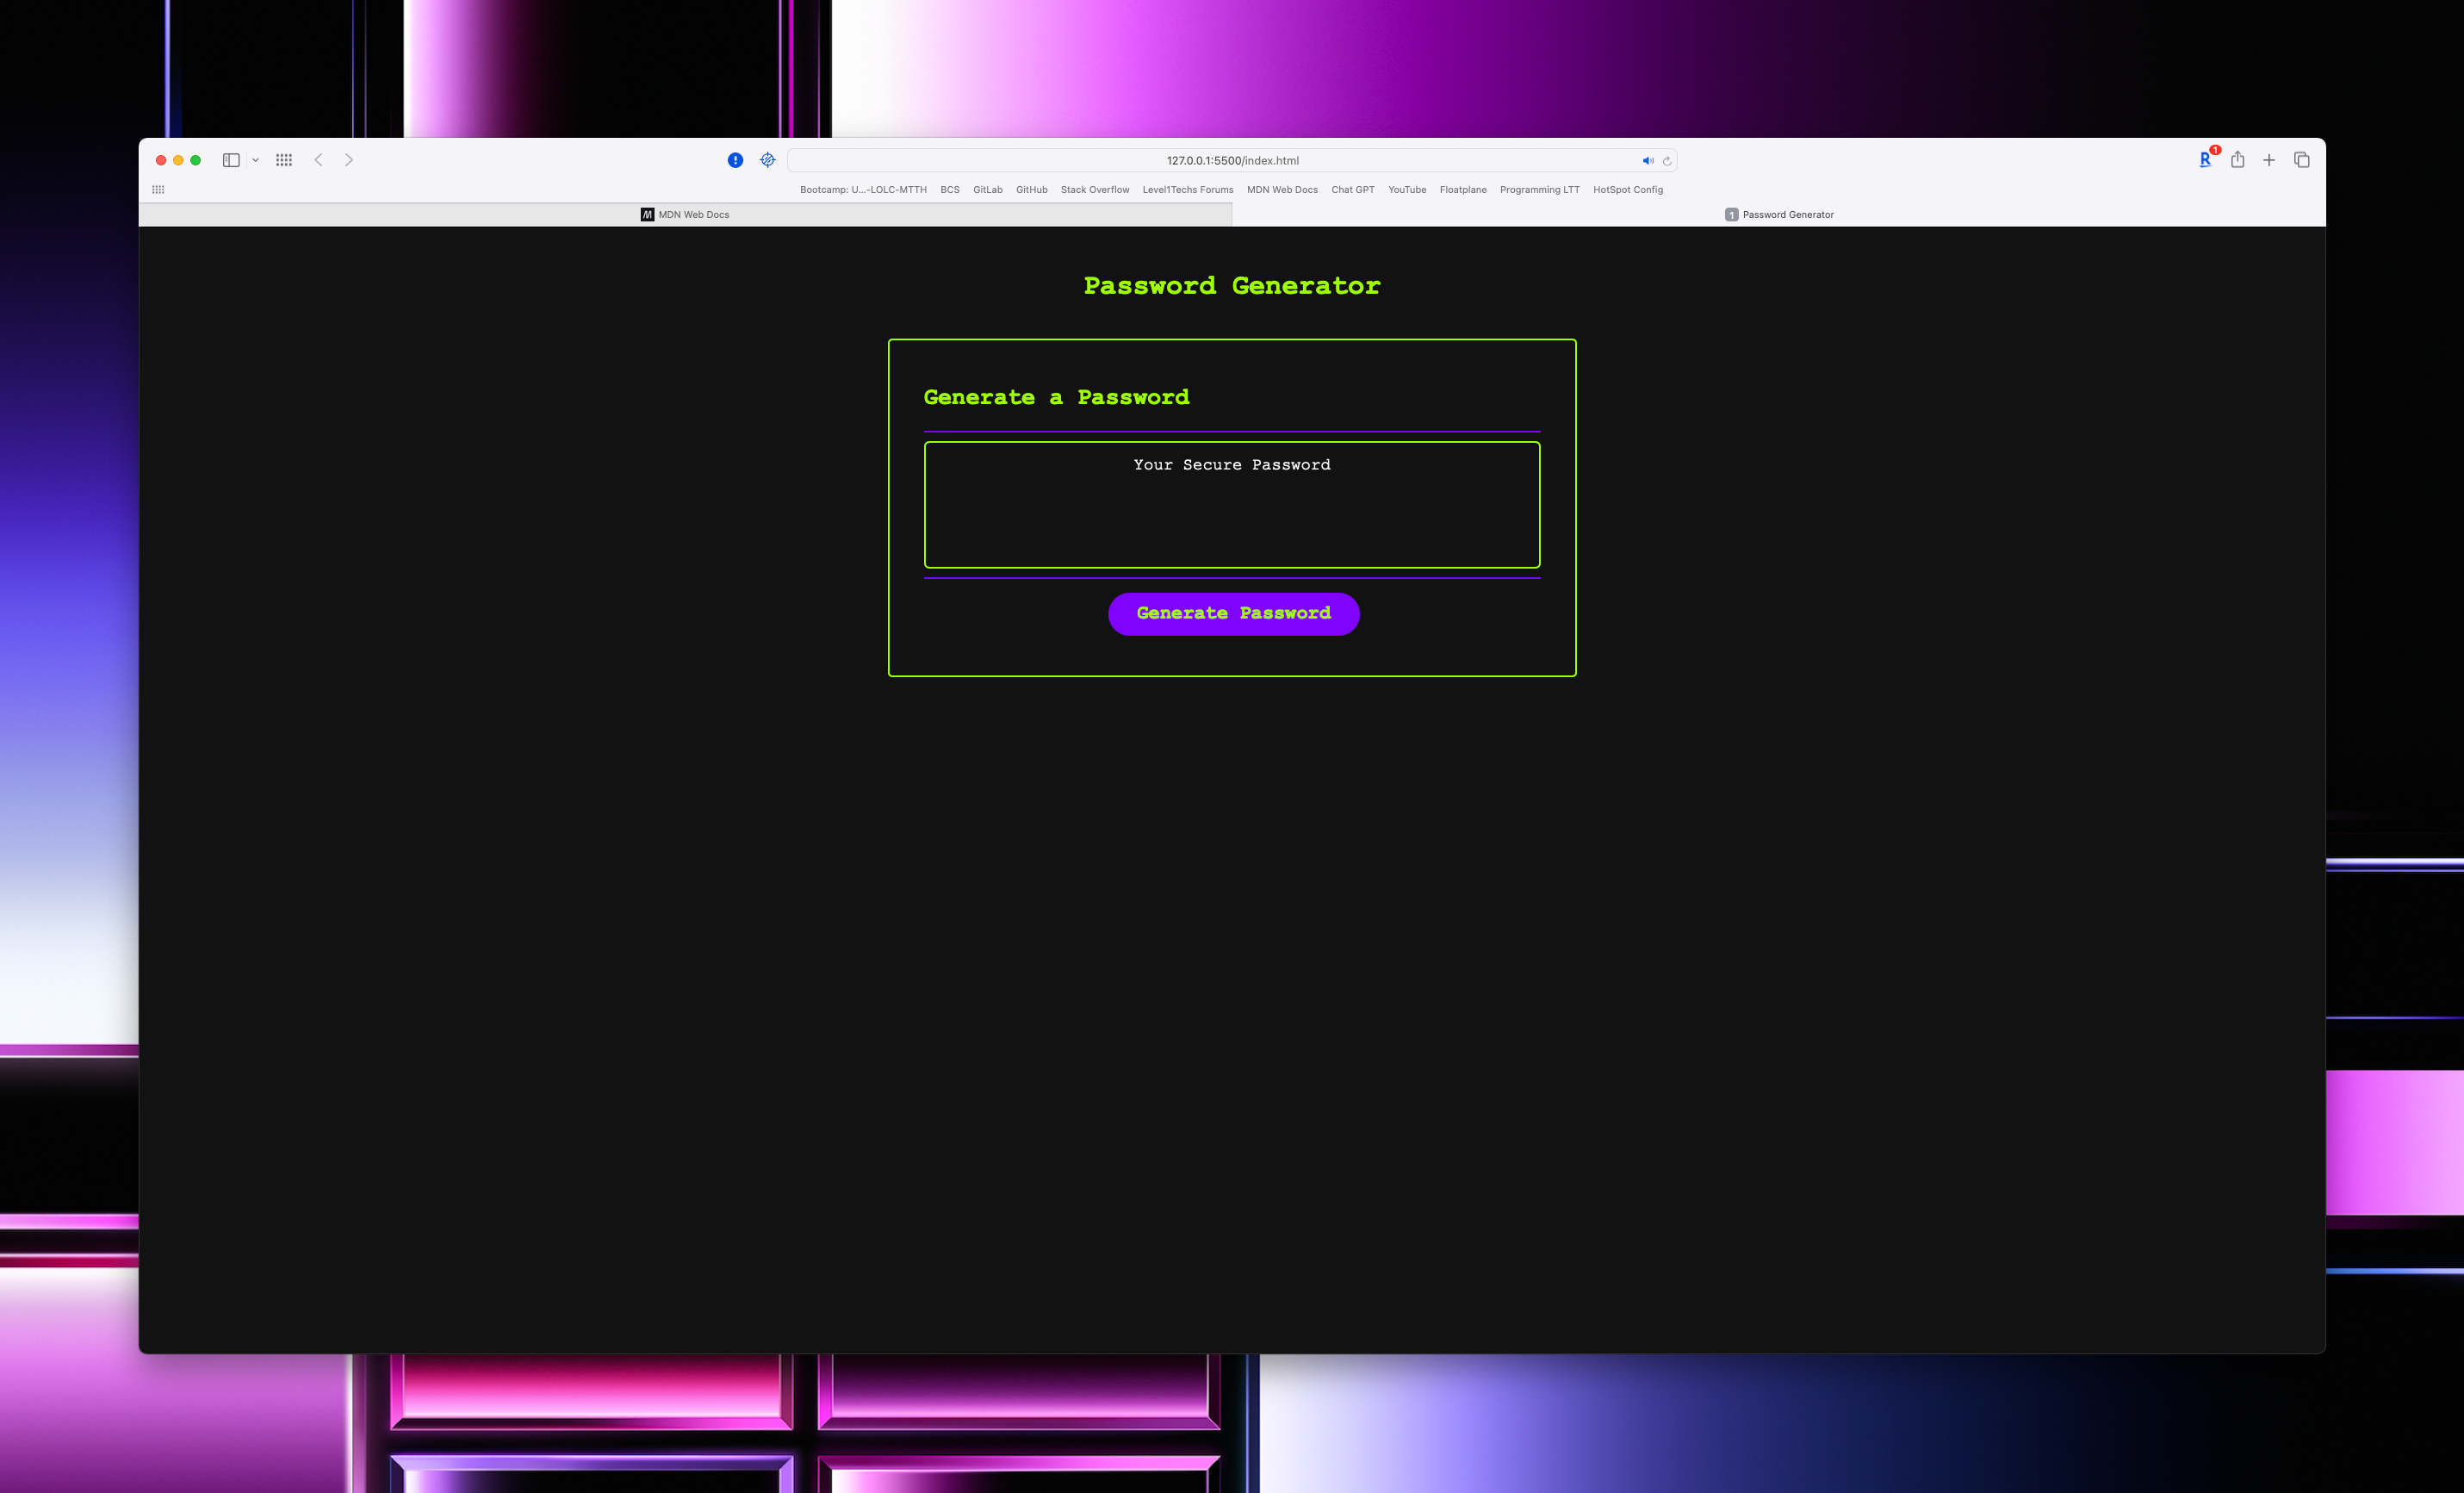 127.0.0.1:5500/index.html
R 1
Bootcamp: U...-LOLC-MTTH BCS GitLab GitHub Stack Overflow Level1Techs Forums MDN Web Docs Chat GPT YouTube Floatplane Programming LTT HotSpot Config
M MDN Web Docs 1 Password Generator
Password Generator
Generate a Password
Your Secure Password
Generate Password